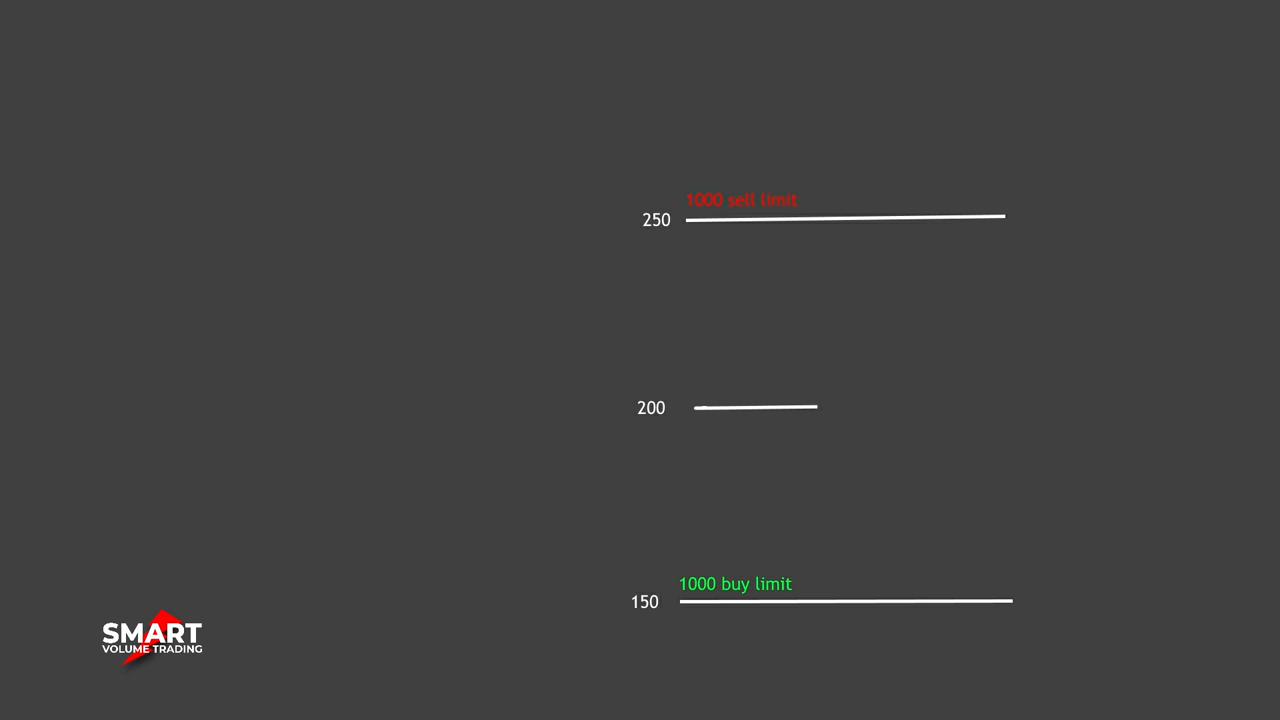 1000 sell limit
250
200
1000 buy limit
150
SMART
VOLUME TRADING